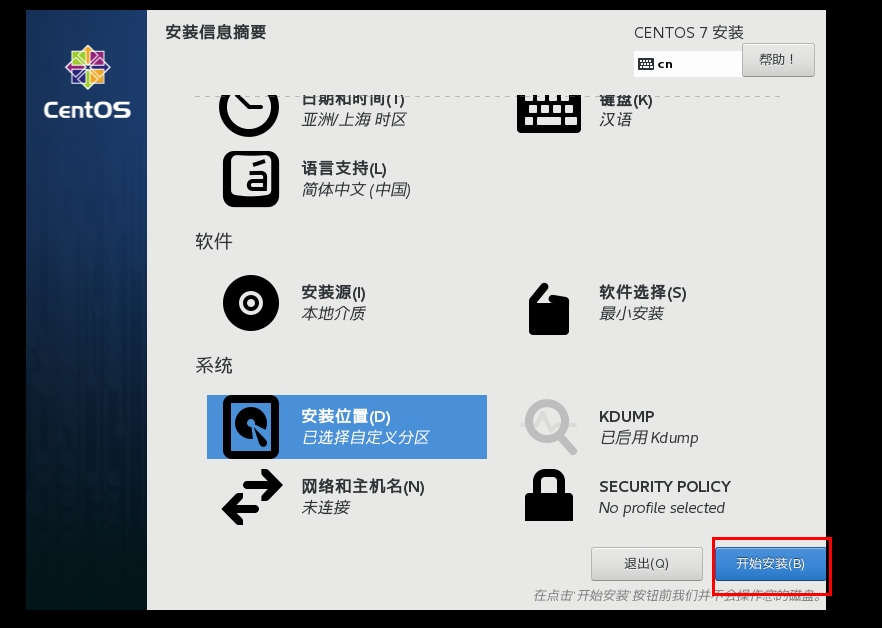 CentOS
安装信息摘要
CENTOS 7 安装
cn
帮助！
日期和时间(T)
亚洲/上海 时区
键盘(K)
汉语
语言支持(L)
简体中文 (中国)
软件
安装源(I)
本地介质
软件选择(S)
最小安装
系统
安装位置(D)
已选择自定义分区
KDUMP
已启用 Kdump
网络和主机名(N)
未连接
SECURITY POLICY
No profile selected
退出(Q)
开始安装(B)
在点击'开始安装'按钮前我们并不会操作您的磁盘。